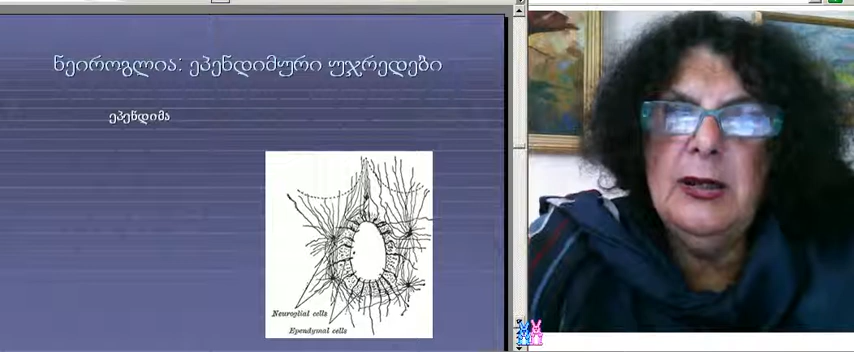 ნეიროგლია: ეპენდიმური უჯრედები
ეპენდიმა
Neuroglial cells
Ependymal cells